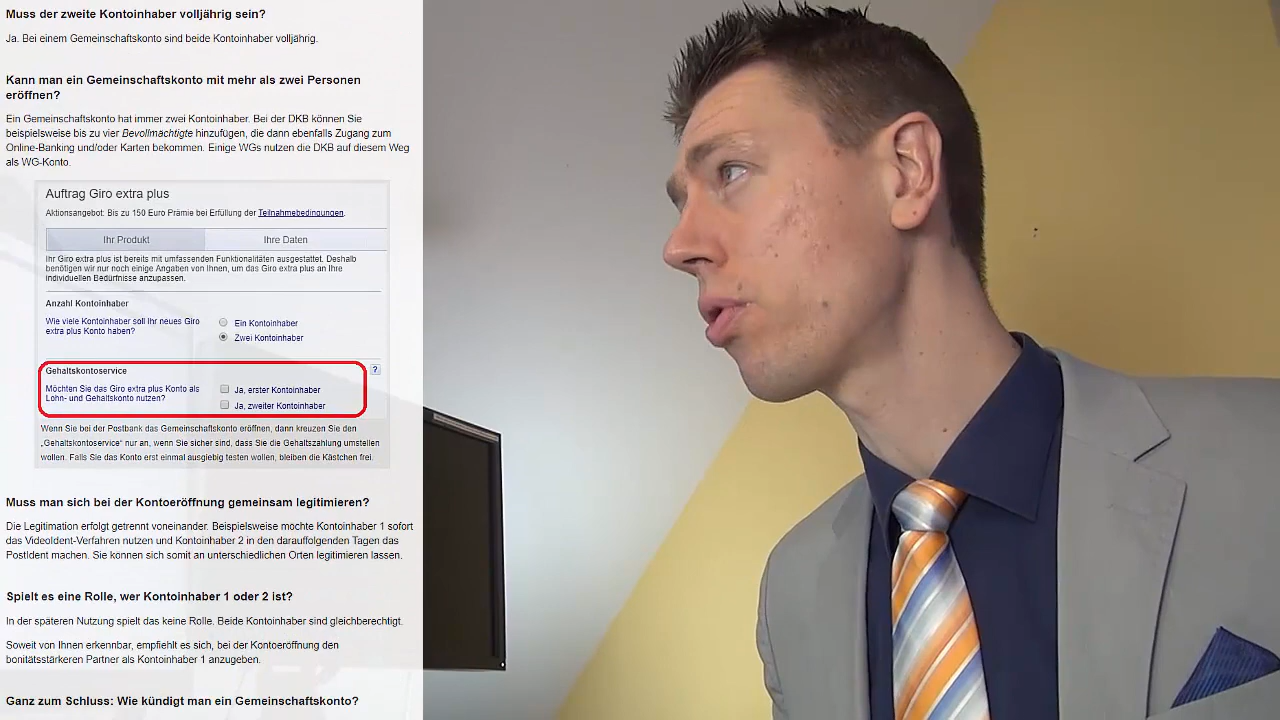 Muss der zweite Kontoinhaber volljährig sein?
Ja. Bei einem Gemeinschaftskonto sind beide Kontoinhaber volljährig.
Kann man ein Gemeinschaftskonto mit mehr als zwei Personen
eröffnen?
Ein Gemeinschaftskonto hat immer zwei Kontoinhaber. Bei der DKB können Sie
beispielsweise bis zu vier Bevollmächtigte hinzufügen, die dann ebenfalls Zugang zum
Online-Banking und/oder Karten bekommen. Einige WGs nutzen die DKB auf diesem Weg
als WG-Konto.
Auftrag Giro extra plus
Aktionsangebot: Bis zu 150 Euro Prämie bei Erfüllung der Teilnahmebedingungen.
Ihr Produkt Ihre Daten
Ihr Giro extra plus ist bereits mit umfassenden Funktionalitäten ausgestattet. Deshalb
benötigen wir nur noch einige Angaben von Ihnen, um das Giro extra plus an Ihre
individuellen Bedürfnisse anzupassen.
Anzahl Kontoinhaber
Wie viele Kontoinhaber soll Ihr neues Giro
extra plus Konto haben?
Ein Kontoinhaber
Zwei Kontoinhaber
Gehaltskontoservice ?
Möchten Sie das Giro extra plus Konto als
Lohn- und Gehaltskonto nutzen?
Ja, erster Kontoinhaber
Ja, zweiter Kontoinhaber
Wenn Sie bei der Postbank das Gemeinschaftskonto eröffnen, dann kreuzen Sie den
„Gehaltskontoservice“ nur an, wenn Sie sicher sind, dass Sie die Gehaltszahlung umstellen
wollen. Falls Sie das Konto erst einmal ausgiebig testen wollen, bleiben die Kästchen frei.
Muss man sich bei der Kontoeröffnung gemeinsam legitimieren?
Die Legitimation erfolgt getrennt voneinander. Beispielsweise möchte Kontoinhaber 1 sofort
das VideoIdent-Verfahren nutzen und Kontoinhaber 2 in den darauffolgenden Tagen das
PostIdent machen. Sie können sich somit an unterschiedlichen Orten legitimieren lassen.
Spielt es eine Rolle, wer Kontoinhaber 1 oder 2 ist?
In der späteren Nutzung spielt das keine Rolle. Beide Kontoinhaber sind gleichberechtigt.
Soweit von Ihnen erkennbar, empfiehlt es sich, bei der Kontoeröffnung den
bonitätsstärkeren Partner als Kontoinhaber 1 anzugeben.
Ganz zum Schluss: Wie kündigt man ein Gemeinschaftskonto?